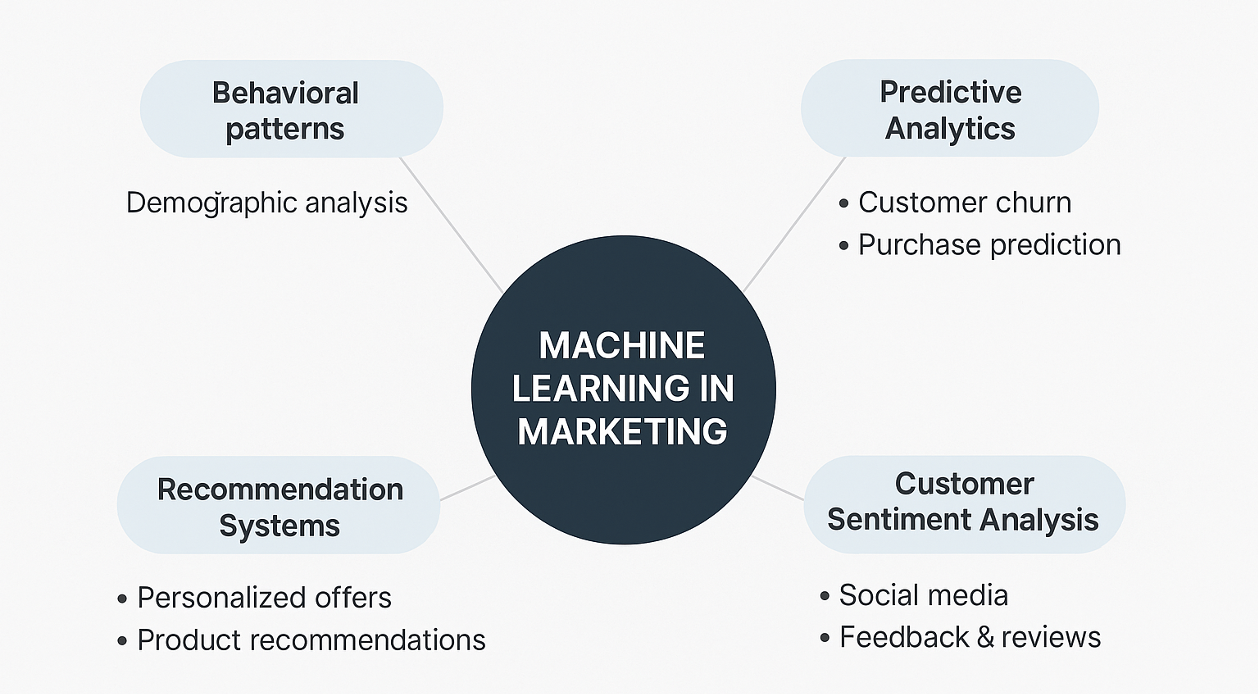 Behavioral
patterns
Demographic analysis
Predictive
Analytics
• Customer churn
• Purchase prediction
MACHINE
LEARNING IN
MARKETING
Recommendation
Systems
• Personalized offers
• Product recommendations
Customer
Sentiment Analysis
• Social media
• Feedback & reviews